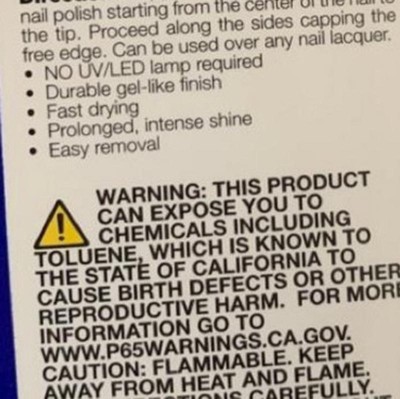 nail polish starting from the center of the nail to
the tip. Proceed along the sides capping the
free edge. Can be used over any nail lacquer.
• NO UV/LED lamp required
• Durable gel-like finish
• Fast drying
• Prolonged, intense shine
• Easy removal
WARNING: THIS PRODUCT
CAN EXPOSE YOU TO
CHEMICALS INCLUDING
TOLUENE, WHICH IS KNOWN TO
THE STATE OF CALIFORNIA TO
CAUSE BIRTH DEFECTS OR OTHER
REPRODUCTIVE HARM. FOR MORE
INFORMATION GO TO
WWW.P65WARNINGS.CA.GOV.
CAUTION: FLAMMABLE. KEEP
AWAY FROM HEAT AND FLAME.
CAREFULLY.